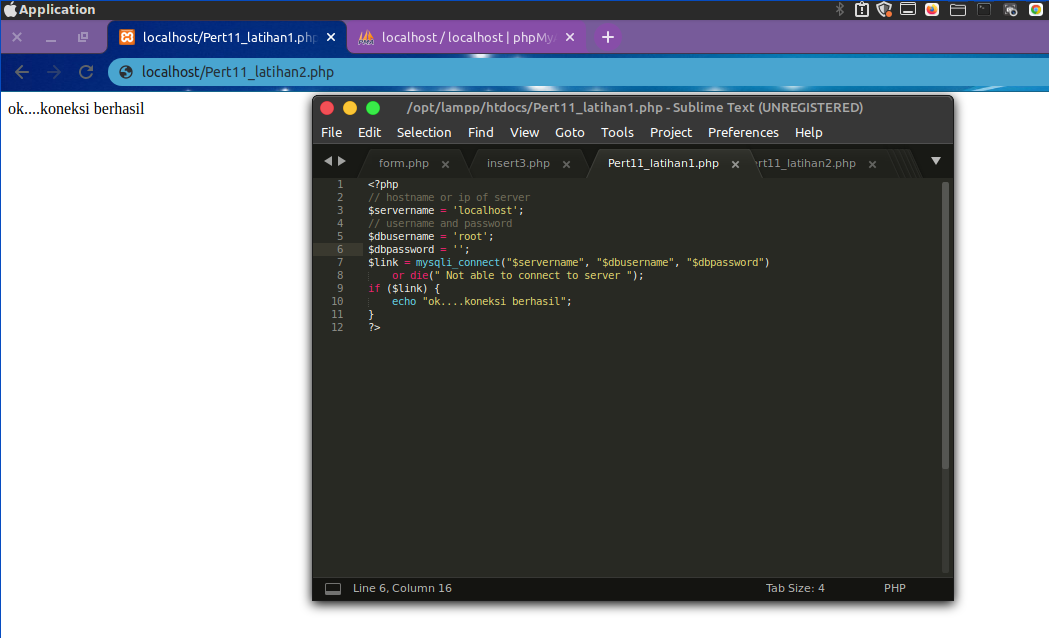 Application
localhost/Pert11_latihan1.php
localhost / localhost | phpMy
localhost/Pert11_latihan2.php
ok....koneksi berhasil
/opt/lampp/htdocs/Pert11_latihan1.php - Sublime Text (UNREGISTERED)
File Edit Selection Find View Goto Tools Project Preferences Help
form.php insert3.php Pert11_latihan1.php ert11_latihan2.php
1 <?php
2 // hostname or ip of server
3 $servername = 'localhost';
4 // username and password
5 $dbusername = 'root';
6 $dbpassword = '';
7 $link = mysqli_connect("$servername", "$dbusername", "$dbpassword")
8 or die(" Not able to connect to server ");
9 if ($link) {
10 echo "ok....koneksi berhasil";
11 }
12 ?>
Line 6, Column 16 Tab Size: 4 PHP